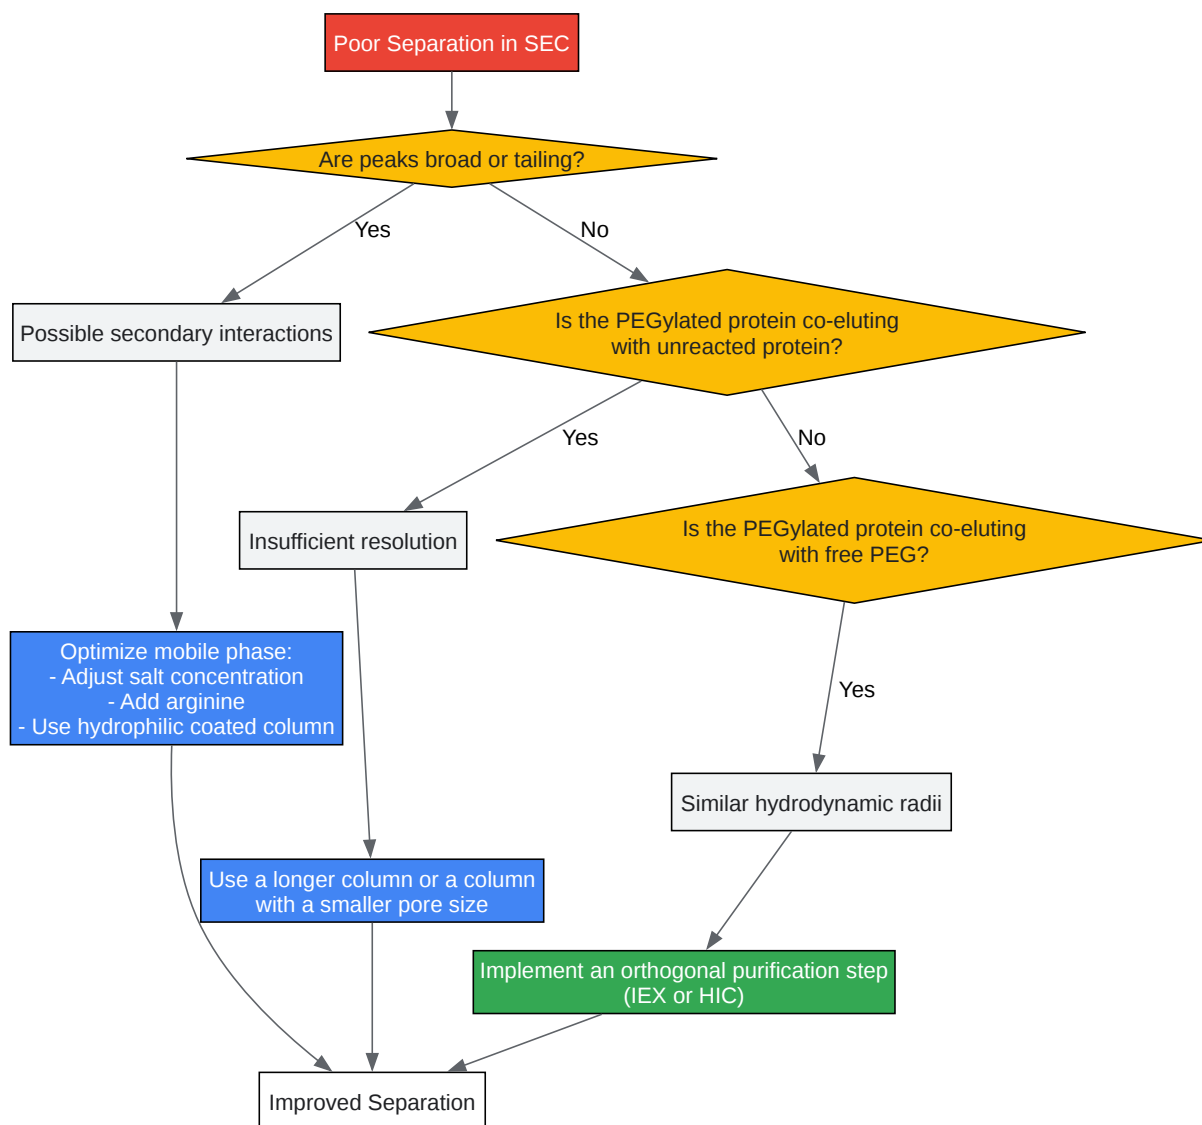 Poor Separation in SEC
Are peaks broad or tailing?
Yes
No
Possible secondary interactions
Is the PEGylated protein co-eluting
with unreacted protein?
Yes
No
Insufficient resolution
Is the PEGylated protein co-eluting
with free PEG?
Optimize mobile phase:
- Adjust salt concentration
- Add arginine
- Use hydrophilic coated column
Yes
Similar hydrodynamic radii
Use a longer column or a column
with a smaller pore size
Implement an orthogonal purification step
(IEX or HIC)
Improved Separation